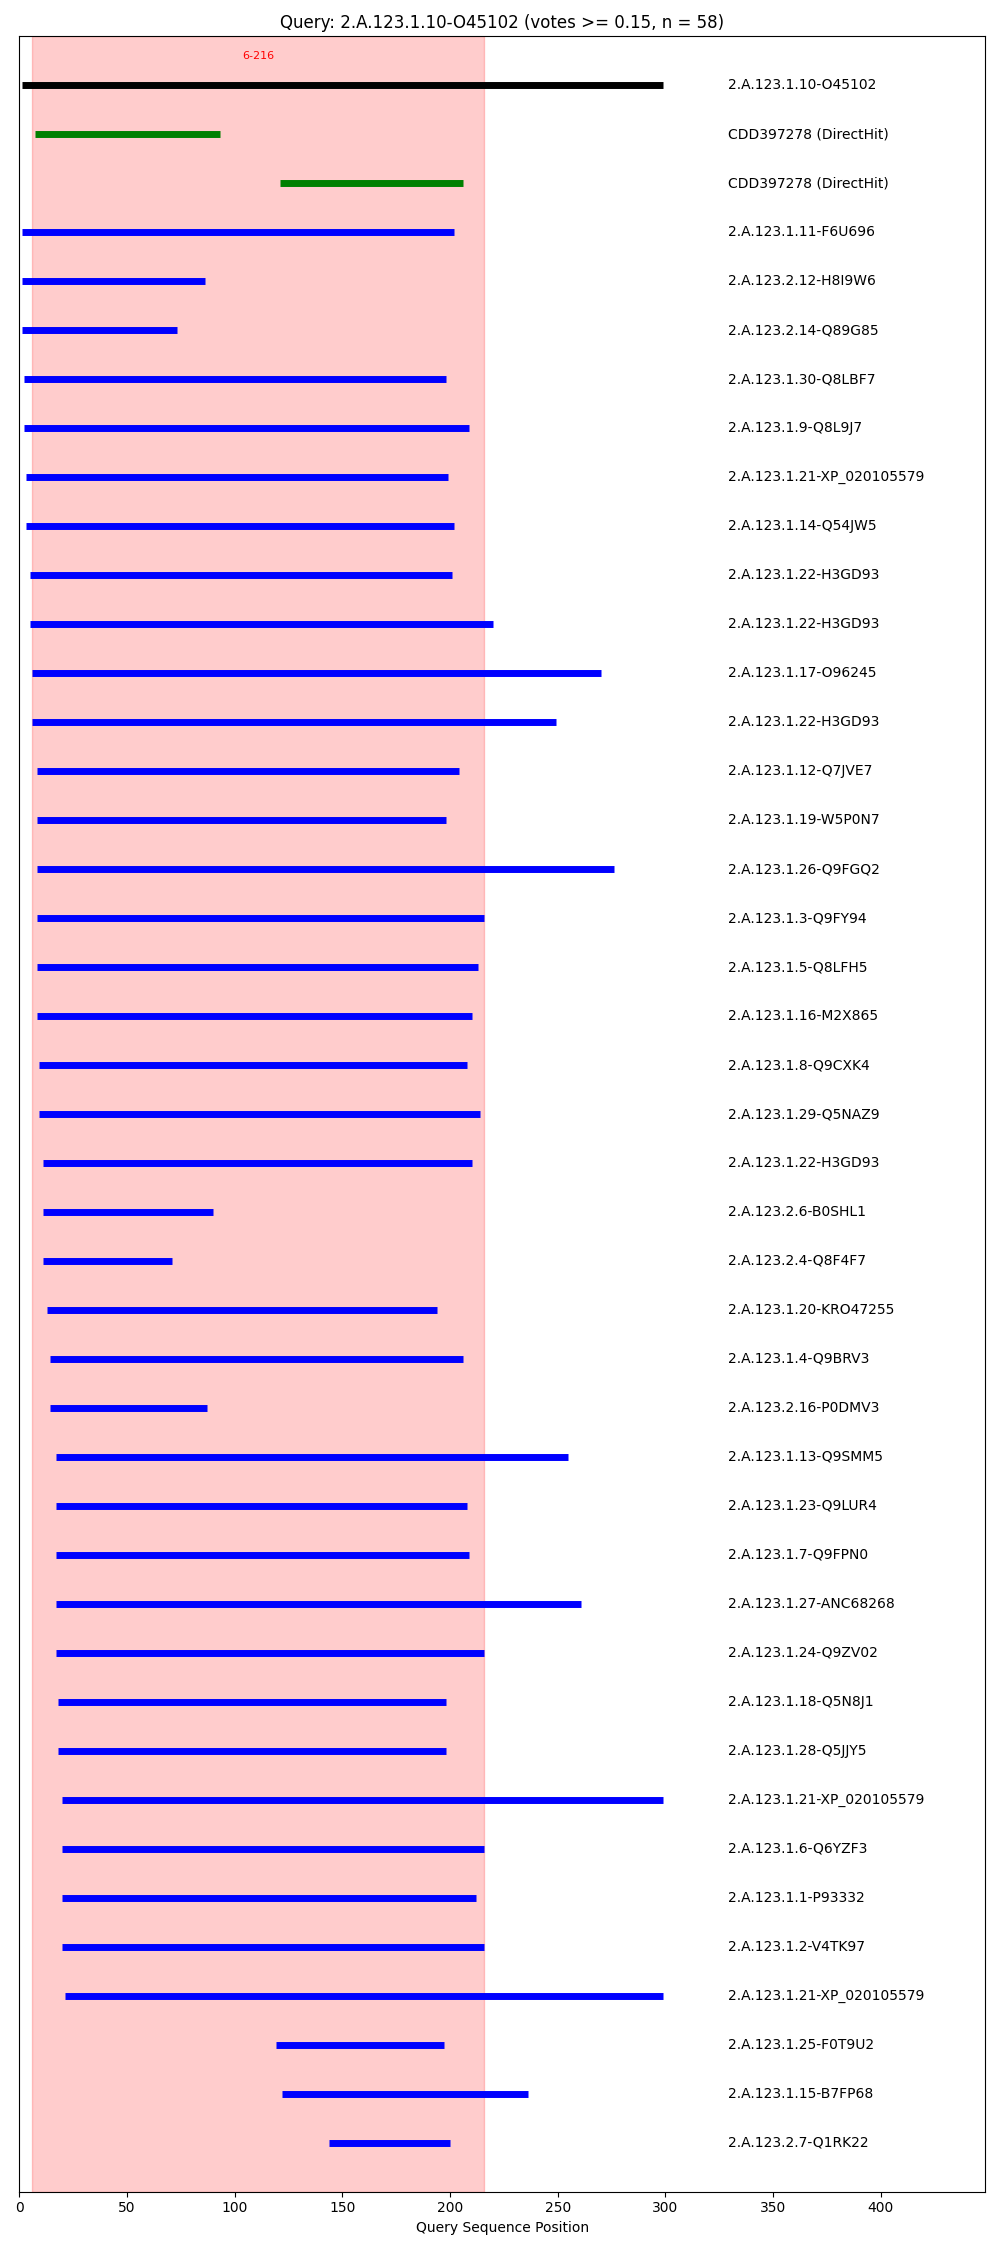 Query: 2.A.123.1.10-O45102 (votes >= 0.15, n = 58)
6-216
2.A.123.1.10-O45102
CDD397278 (DirectHit)
CDD397278 (DirectHit)
2.A.123.1.11-F6U696
2.A.123.2.12-H8I9W6
2.A.123.2.14-Q89G85
2.A.123.1.30-Q8LBF7
2.A.123.1.9-Q8L9J7
2.A.123.1.21-XP_020105579
2.A.123.1.14-Q54JW5
2.A.123.1.22-H3GD93
2.A.123.1.22-H3GD93
2.A.123.1.17-O96245
2.A.123.1.22-H3GD93
2.A.123.1.12-Q7JVE7
2.A.123.1.19-W5P0N7
2.A.123.1.26-Q9FGQ2
2.A.123.1.3-Q9FY94
2.A.123.1.5-Q8LFH5
2.A.123.1.16-M2X865
2.A.123.1.8-Q9CXK4
2.A.123.1.29-Q5NAZ9
2.A.123.1.22-H3GD93
2.A.123.2.6-B0SHL1
2.A.123.2.4-Q8F4F7
2.A.123.1.20-KRO47255
2.A.123.1.4-Q9BRV3
2.A.123.2.16-P0DMV3
2.A.123.1.13-Q9SMM5
2.A.123.1.23-Q9LUR4
2.A.123.1.7-Q9FPN0
2.A.123.1.27-ANC68268
2.A.123.1.24-Q9ZV02
2.A.123.1.18-Q5N8J1
2.A.123.1.28-Q5JJY5
2.A.123.1.21-XP_020105579
2.A.123.1.6-Q6YZF3
2.A.123.1.1-P93332
2.A.123.1.2-V4TK97
2.A.123.1.21-XP_020105579
2.A.123.1.25-F0T9U2
2.A.123.1.15-B7FP68
2.A.123.2.7-Q1RK22
0 50 100 150 200 250 300 350 400
Query Sequence Position